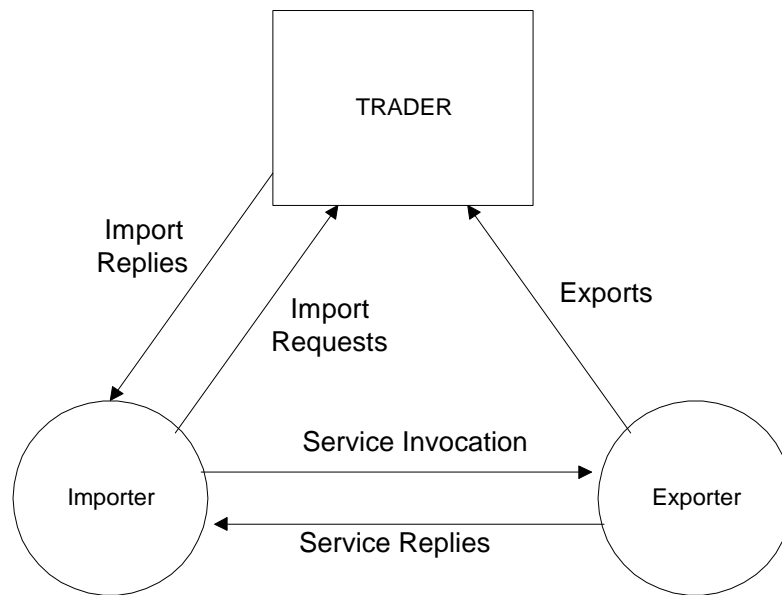 TRADER
Import
Replies
Import
Requests
Exports
Service Invocation
Importer
Exporter
Service Replies